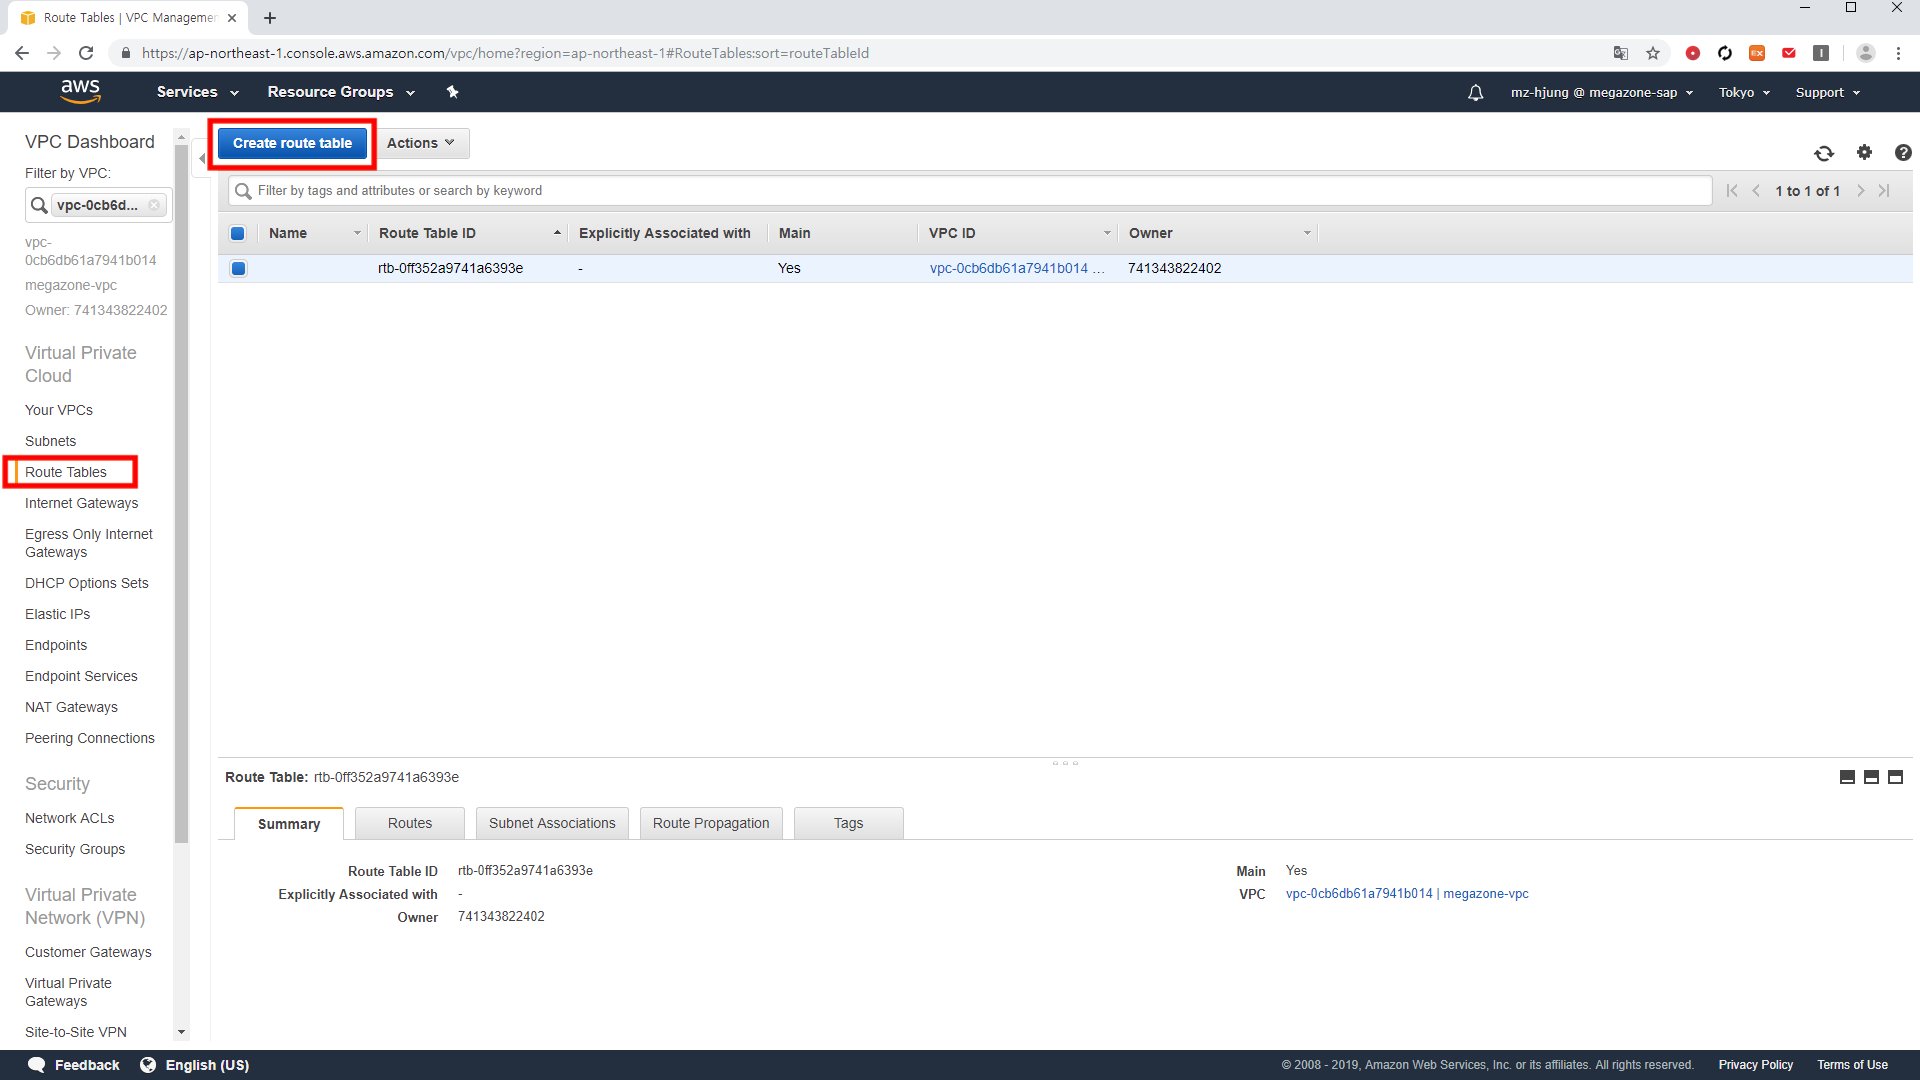 Route Tables | VPC Managemen
https://ap-northeast-1.console.aws.amazon.com/vpc/home?region=ap-northeast-1#RouteTables:sort=routeTableId
aws
Services
Resource Groups
mz-hjung @ megazone-sap
Tokyo
Support
VPC Dashboard
Filter by VPC:
vpc-0cb6d...
vpc-
0cb6db61a7941b014
megazone-vpc
Owner: 741343822402
Virtual Private
Cloud
Your VPCs
Subnets
Route Tables
Internet Gateways
Egress Only Internet
Gateways
DHCP Options Sets
Elastic IPs
Endpoints
Endpoint Services
NAT Gateways
Peering Connections
Security
Network ACLs
Security Groups
Virtual Private
Network (VPN)
Customer Gateways
Virtual Private
Gateways
Site-to-Site VPN
Create route table
Actions
Filter by tags and attributes or search by keyword
1 to 1 of 1
Name Route Table ID Explicitly Associated with Main VPC ID Owner
rtb-0ff352a9741a6393e - Yes vpc-0cb6db61a7941b014 ... 741343822402
Route Table: rtb-0ff352a9741a6393e
Summary
Routes
Subnet Associations
Route Propagation
Tags
Route Table ID rtb-0ff352a9741a6393e
Explicitly Associated with -
Owner 741343822402
Main Yes
VPC vpc-0cb6db61a7941b014 | megazone-vpc
Feedback
English (US)
© 2008 - 2019, Amazon Web Services, Inc. or its affiliates. All rights reserved.
Privacy Policy
Terms of Use